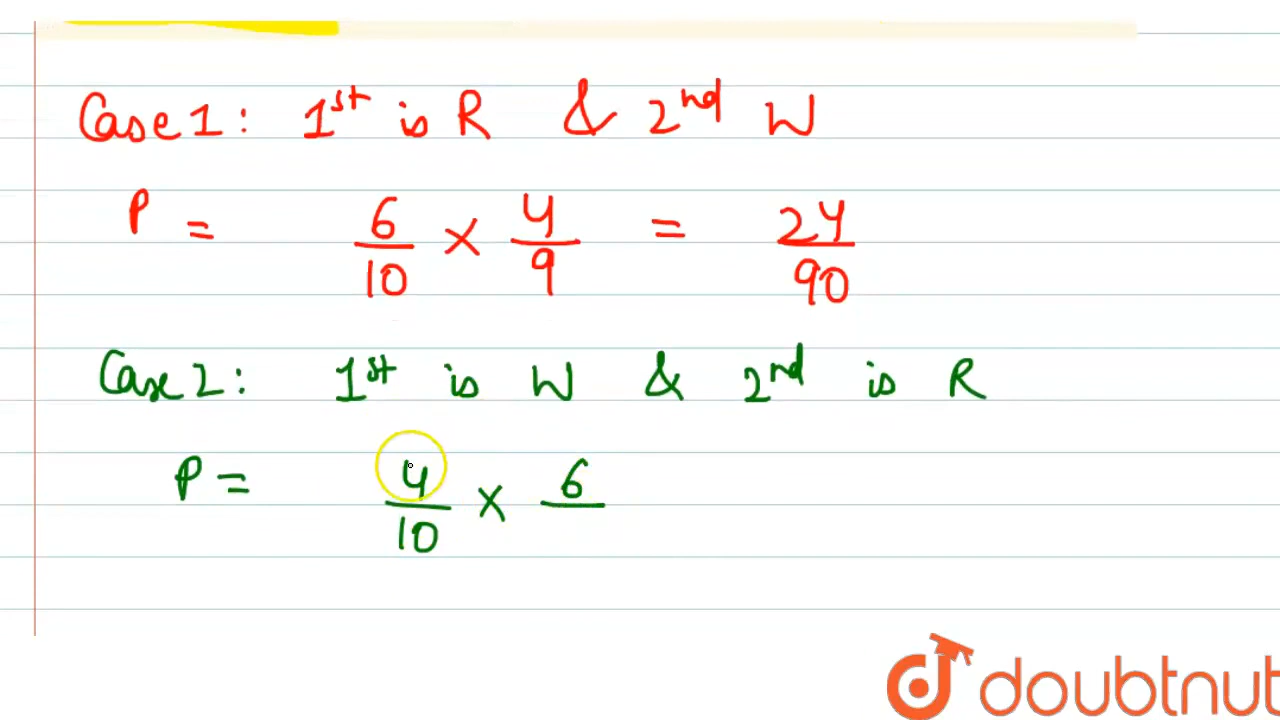 Case 1: 1st is R & 2nd W
P = 6/10 × 4/9 = 24/90
Case 2: 1st is W & 2nd is R
P = 4/10 × 6/
doubtnut